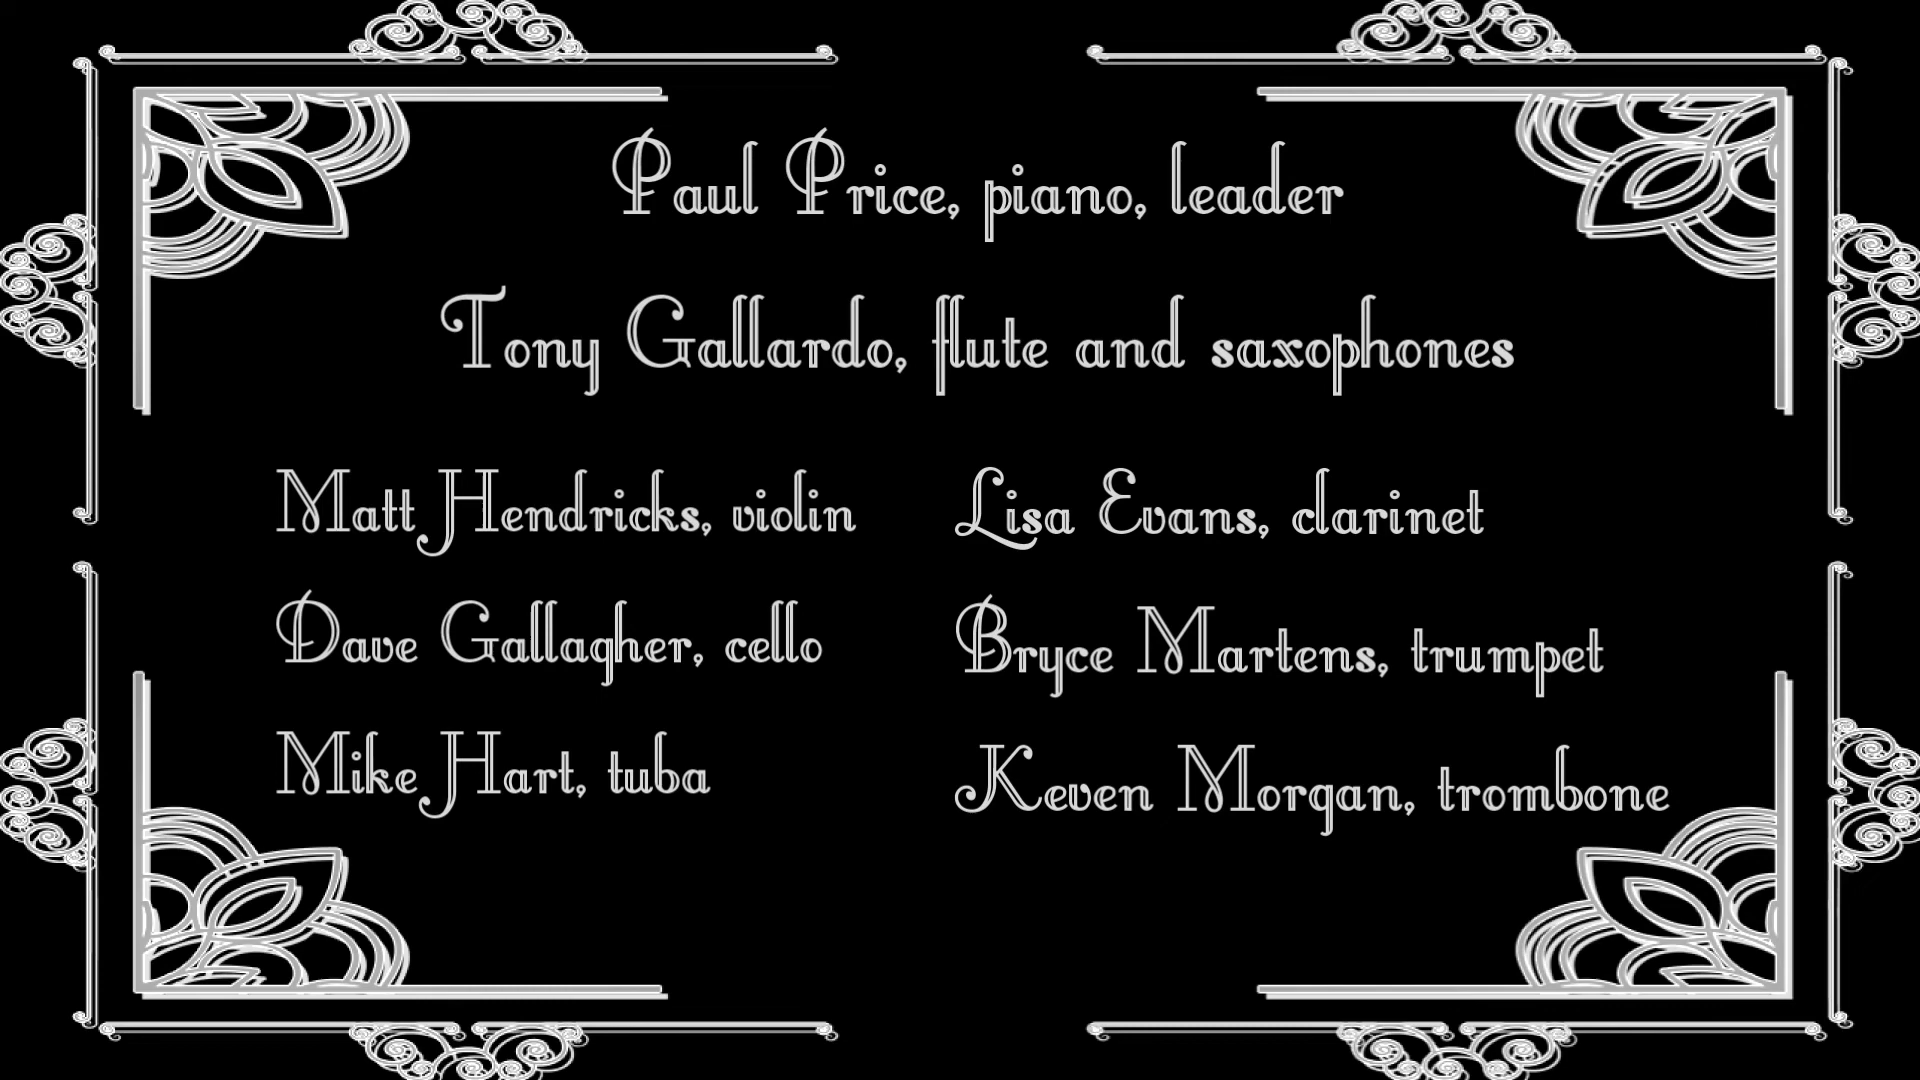 Paul Price, piano, leader
Tony Gallardo, flute and saxophones
Matt Hendricks, violin
Dave Gallagher, cello
Mike Hart, tuba
Lisa Evans, clarinet
Bryce Martens, trumpet
Keven Morgan, trombone